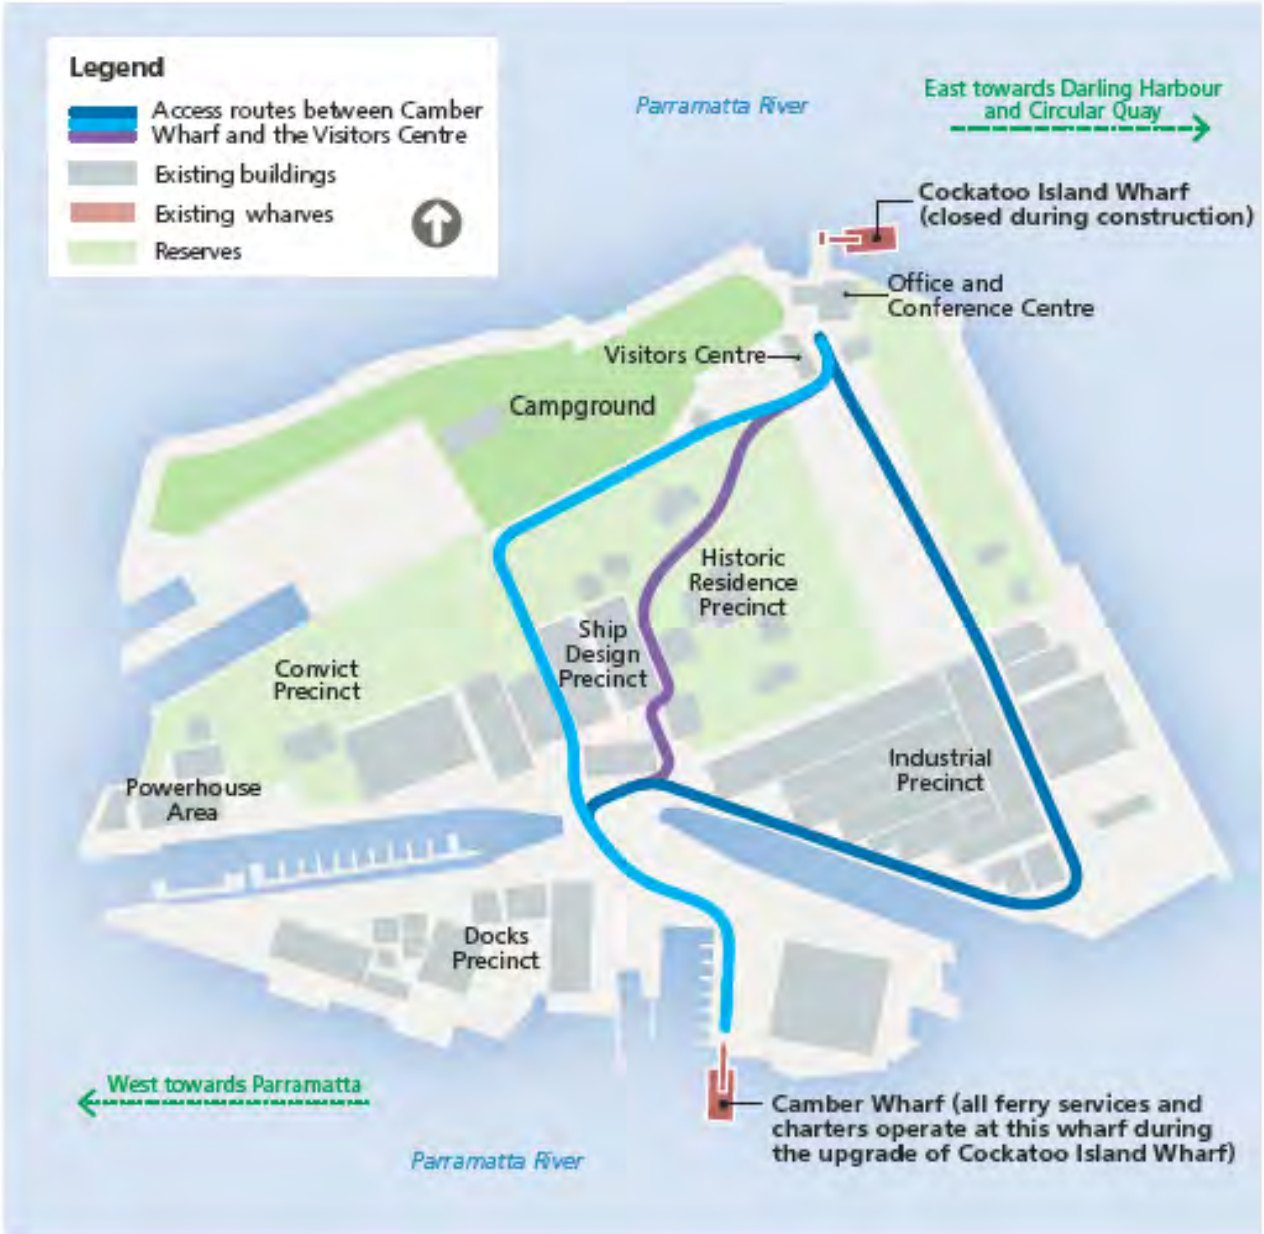 Legend
Access routes between Camber
Wharf and the Visitors Centre
Existing buildings
Existing wharves
Reserves
Parramatta River
East towards Darling Harbour
and Circular Quay
Cockatoo Island Wharf
(closed during construction)
Office and
Conference Centre
Visitors Centre
Campground
Historic
Residence
Precinct
Ship
Design
Precinct
Convict
Precinct
Industrial
Precinct
Powerhouse
Area
Docks
Precinct
West towards Parramatta
Camber Wharf (all ferry services and
charters operate at this wharf during
the upgrade of Cockatoo Island Wharf)
Parramatta River